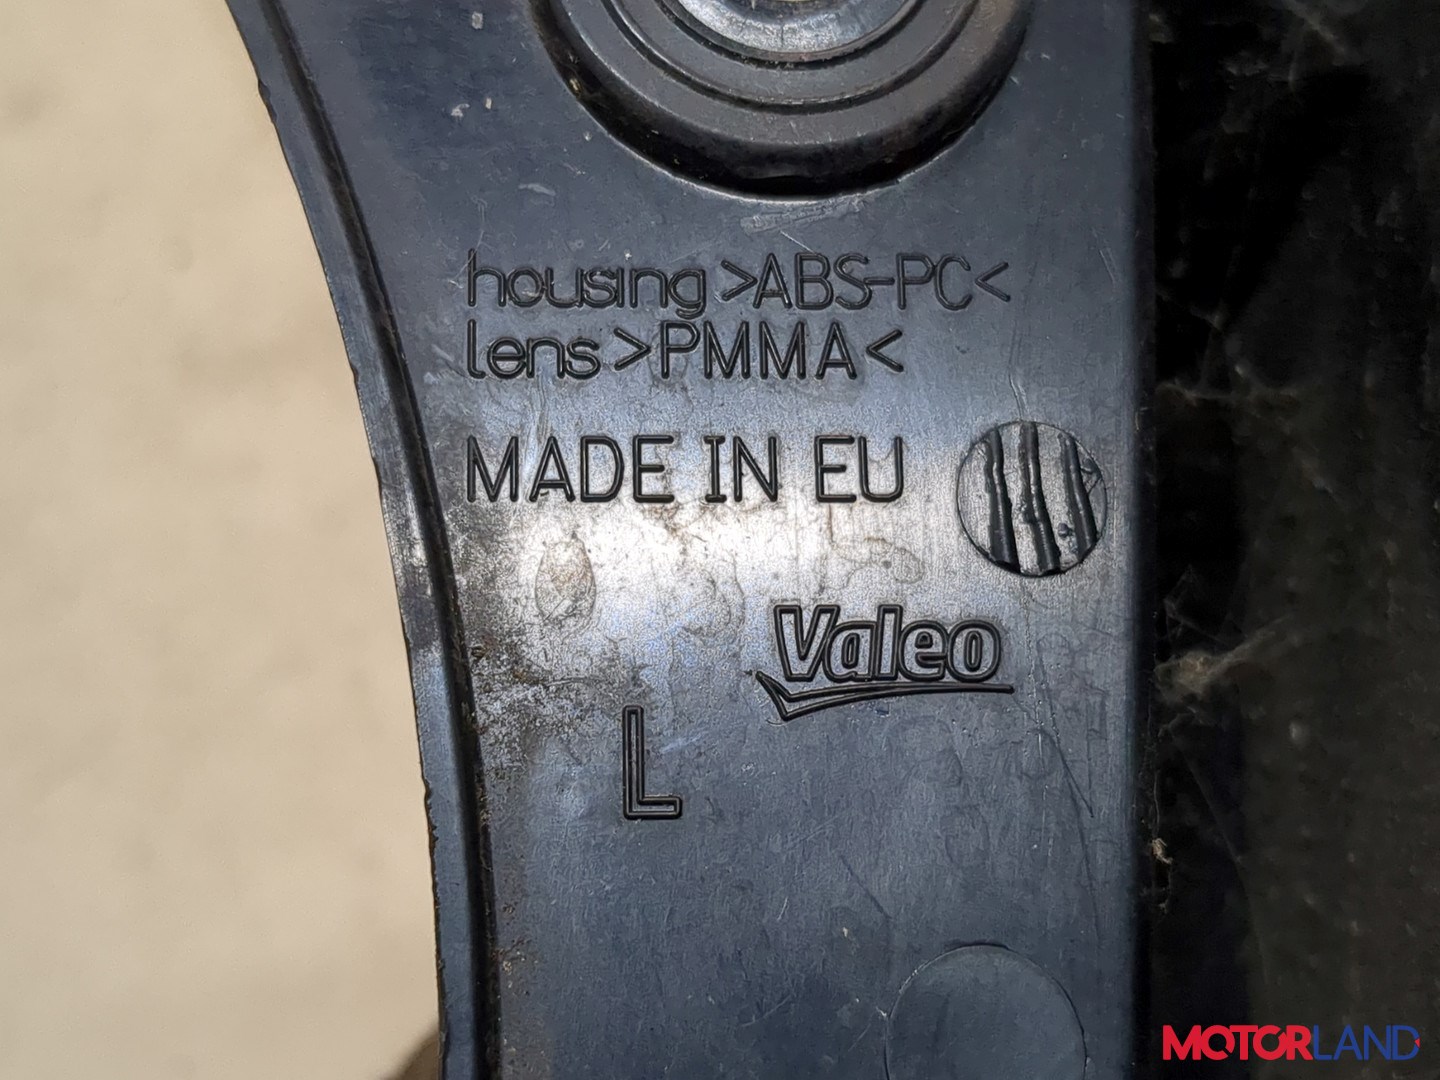 housing >ABS-PC<
lens >PMMA<
MADE IN EU
Valeo
L
MOTORLAND